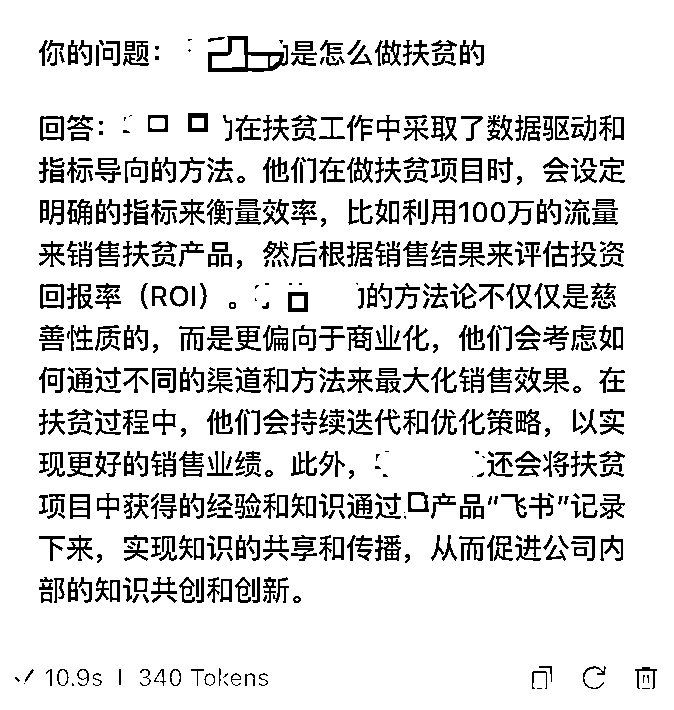 你的问题：是怎么做扶贫的
回答：在扶贫工作中采取了数据驱动和
指标导向的方法。他们在做扶贫项目时，会设定
明确的指标来衡量效率，比如利用100万的流量
来销售扶贫产品，然后根据销售结果来评估投资
回报率（ROI）。的方法论不仅仅是慈
善性质的，而是更偏向于商业化，他们会考虑如
何通过不同的渠道和方法来最大化销售效果。在
扶贫过程中，他们会持续迭代和优化策略，以实
现更好的销售业绩。此外，还会将扶贫
项目中获得的经验和知识通过产品“飞书”记录
下来，实现知识的共享和传播，从而促进公司内
部的知识共创和创新。
10.9s | 340 Tokens